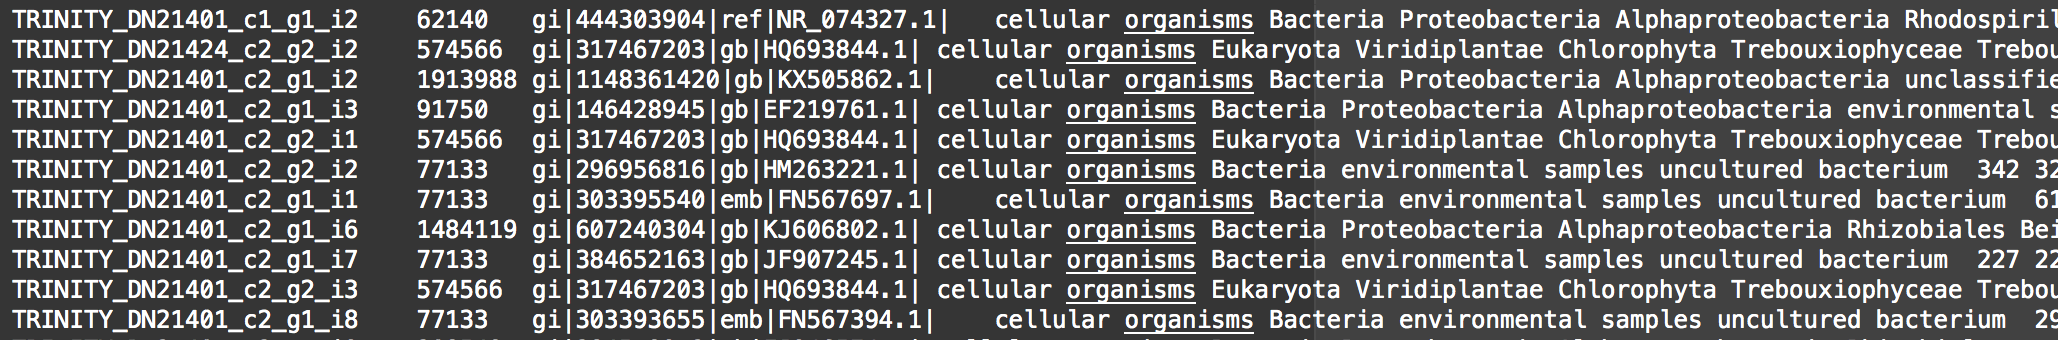 TRINITY_DN21401_c1_g1_i2 62140 gi|444303904|ref|NR_074327.1| cellular organisms Bacteria Proteobacteria Alphaproteobacteria Rhodospiril
TRINITY_DN21424_c2_g2_i2 574566 gi|317467203|gb|HQ693844.1| cellular organisms Eukaryota Viridiplantae Chlorophyta Trebouxiophyceae Trebou
TRINITY_DN21401_c2_g1_i2 1913988 gi|1148361420|gb|KX505862.1| cellular organisms Bacteria Proteobacteria Alphaproteobacteria unclassifie
TRINITY_DN21401_c2_g1_i3 91750 gi|146428945|gb|EF219761.1| cellular organisms Bacteria Proteobacteria Alphaproteobacteria environmental s
TRINITY_DN21401_c2_g2_i1 574566 gi|317467203|gb|HQ693844.1| cellular organisms Eukaryota Viridiplantae Chlorophyta Trebouxiophyceae Trebou
TRINITY_DN21401_c2_g2_i2 77133 gi|296956816|gb|HM263221.1| cellular organisms Bacteria environmental samples uncultured bacterium 342 32
TRINITY_DN21401_c2_g1_i1 77133 gi|303395540|emb|FN567697.1| cellular organisms Bacteria environmental samples uncultured bacterium 61
TRINITY_DN21401_c2_g1_i6 1484119 gi|607240304|gb|KJ606802.1| cellular organisms Bacteria Proteobacteria Alphaproteobacteria Rhizobiales Bei
TRINITY_DN21401_c2_g1_i7 77133 gi|384652163|gb|JF907245.1| cellular organisms Bacteria environmental samples uncultured bacterium 227 22
TRINITY_DN21401_c2_g2_i3 574566 gi|317467203|gb|HQ693844.1| cellular organisms Eukaryota Viridiplantae Chlorophyta Trebouxiophyceae Trebou
TRINITY_DN21401_c2_g1_i8 77133 gi|303393655|emb|FN567394.1| cellular organisms Bacteria environmental samples uncultured bacterium 29